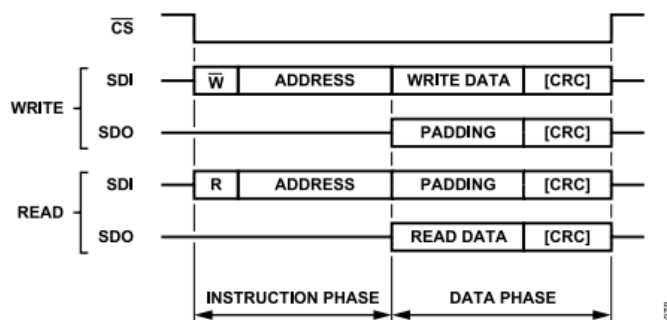 CS
SDI W ADDRESS WRITE DATA [CRC]
WRITE
SDO PADDING [CRC]
SDI R ADDRESS PADDING [CRC]
READ
SDO READ DATA [CRC]
INSTRUCTION PHASE DATA PHASE